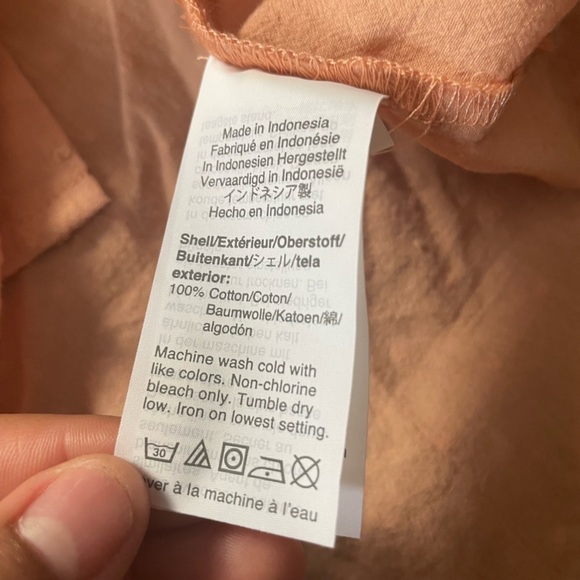 Made in Indonesia
Fabriqué en Indonésie
In Indonesien Hergestellt
Vervaardigd in Indonesië
インドネシア製
Hecho en Indonesia
Shell/Extérieur/Oberstoff/
Buitenkant/シェル/tela
exterior:
100% Cotton/Coton/
Baumwolle/Katoen/綿/
algodón
Machine wash cold with
like colors. Non-chlorine
bleach only. Tumble dry
low. Iron on lowest setting.
30
ver à la machine à l'eau